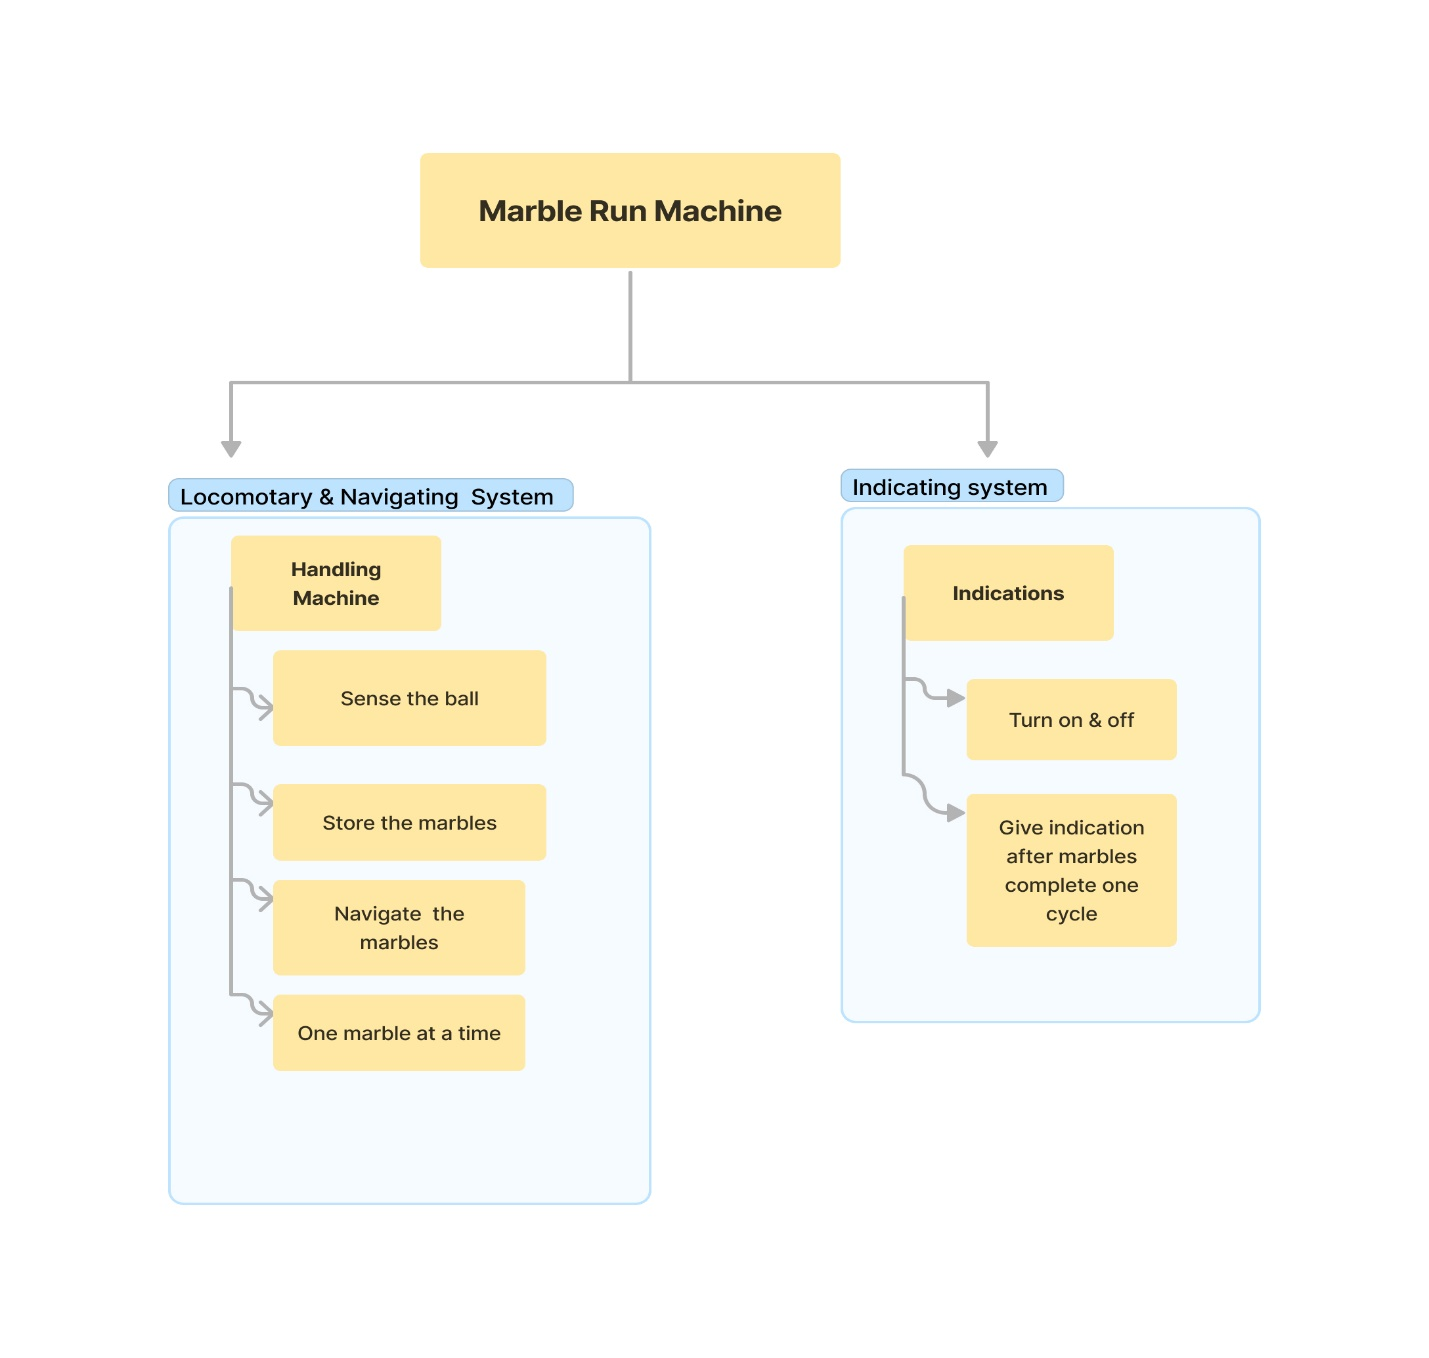 Marble Run Machine
Locomotary & Navigating  System
Handling
Machine
Sense the ball
Store the marbles
Navigate  the
marbles
One marble at a time
Indicating system
Indications
Turn on & off
Give indication
after marbles
complete one
cycle